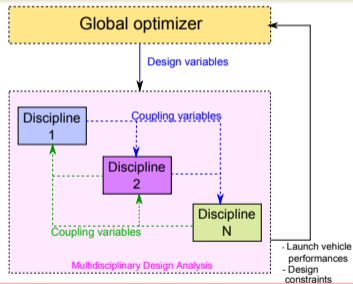 Global optimizer
Design variables
Discipline
1
Coupling variables
Discipline
2
Discipline
N
Coupling variables
Multidisciplinary Design Analysis
- Launch vehicle
performances
- Design
constraints